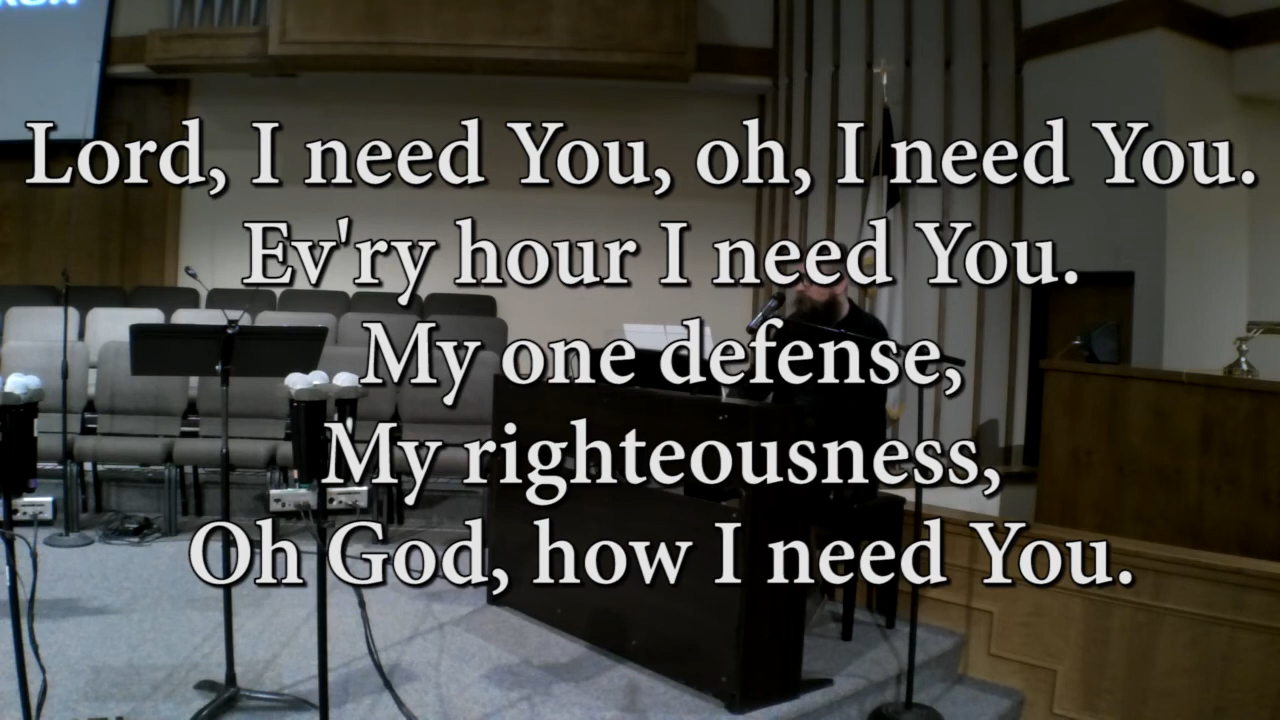 Lord, I need You, oh, I need You.
Ev'ry hour I need You.
My one defense,
My righteousness,
Oh God, how I need You.